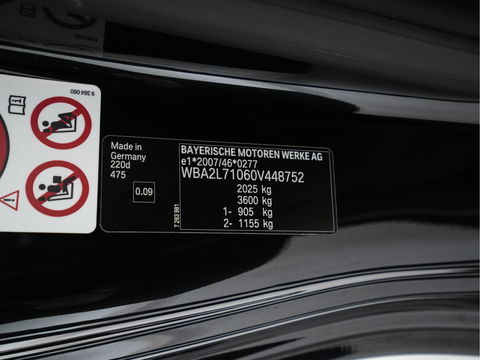 9 384 060
Made in
Germany
220d
475
0.09
7 263 981
BAYERISCHE MOTOREN WERKE AG
e1*2007/46*0277
WBA2L71060V448752
2025 kg
3600 kg
1- 905 kg
2- 1155 kg